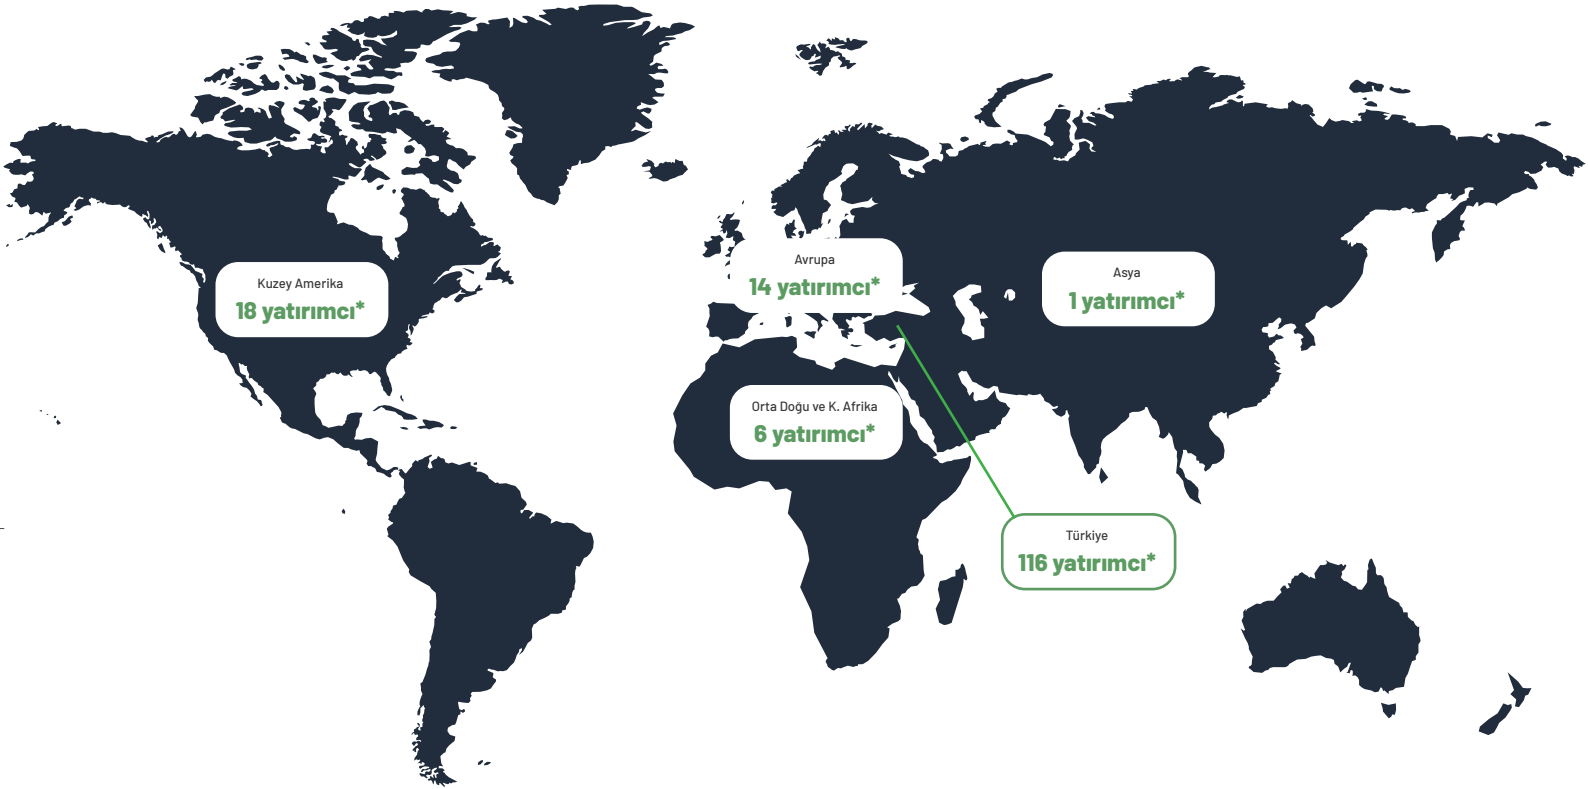 Kuzey Amerika
18 yatırımcı*
Avrupa
14 yatırımcı*
Asya
1 yatırımcı*
Orta Doğu ve K. Afrika
6 yatırımcı*
Türkiye
116 yatırımcı*